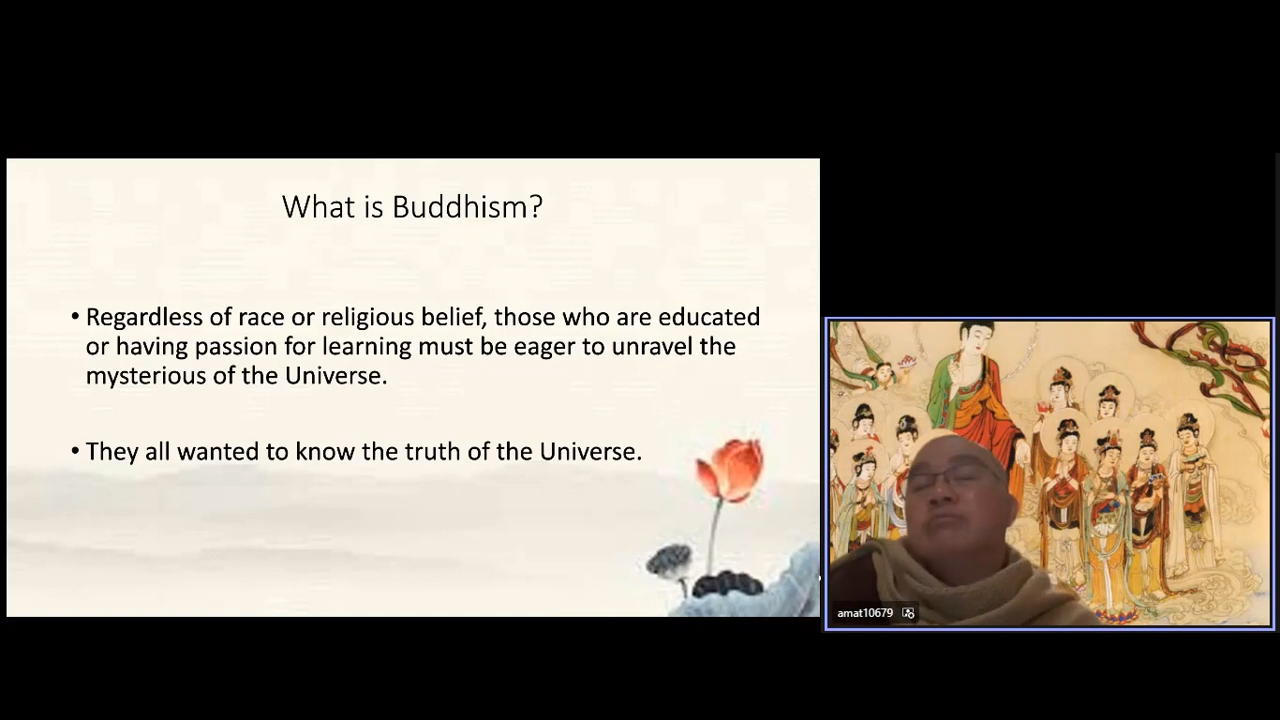 What is Buddhism?
• Regardless of race or religious belief, those who are educated
or having passion for learning must be eager to unravel the
mysterious of the Universe.
• They all wanted to know the truth of the Universe.
amat10679